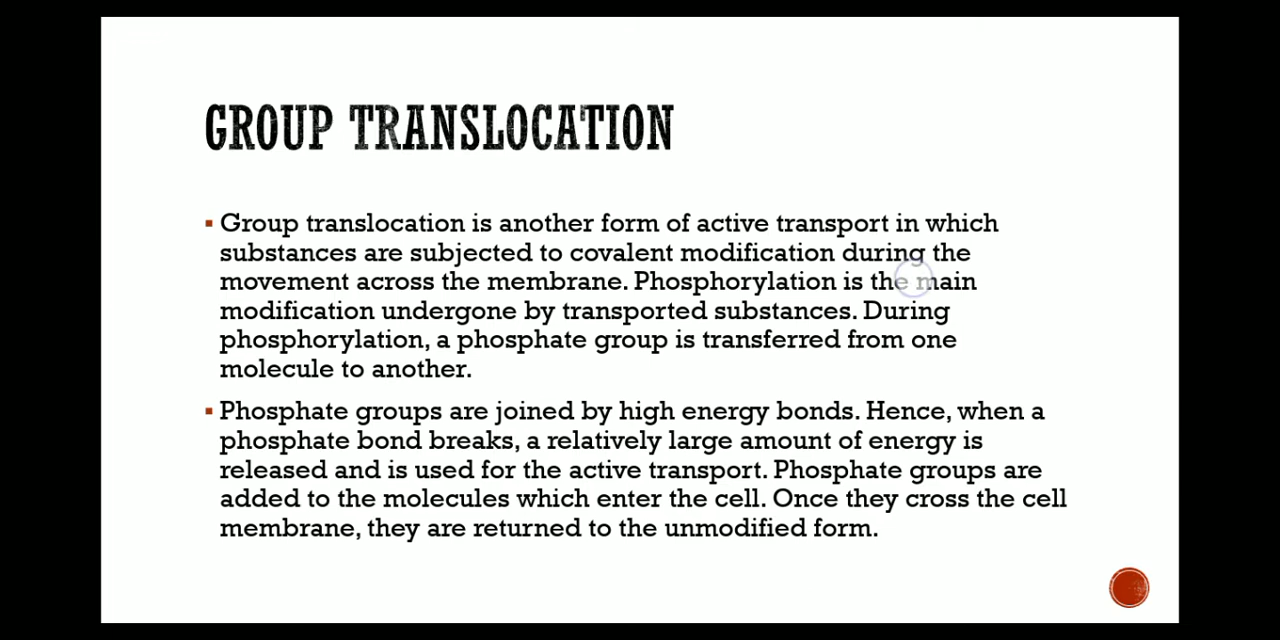 GROUP TRANSLOCATION
▪ Group translocation is another form of active transport in which
substances are subjected to covalent modification during the
movement across the membrane. Phosphorylation is the main
modification undergone by transported substances. During
phosphorylation, a phosphate group is transferred from one
molecule to another.
▪ Phosphate groups are joined by high energy bonds. Hence, when a
phosphate bond breaks, a relatively large amount of energy is
released and is used for the active transport. Phosphate groups are
added to the molecules which enter the cell. Once they cross the cell
membrane, they are returned to the unmodified form.